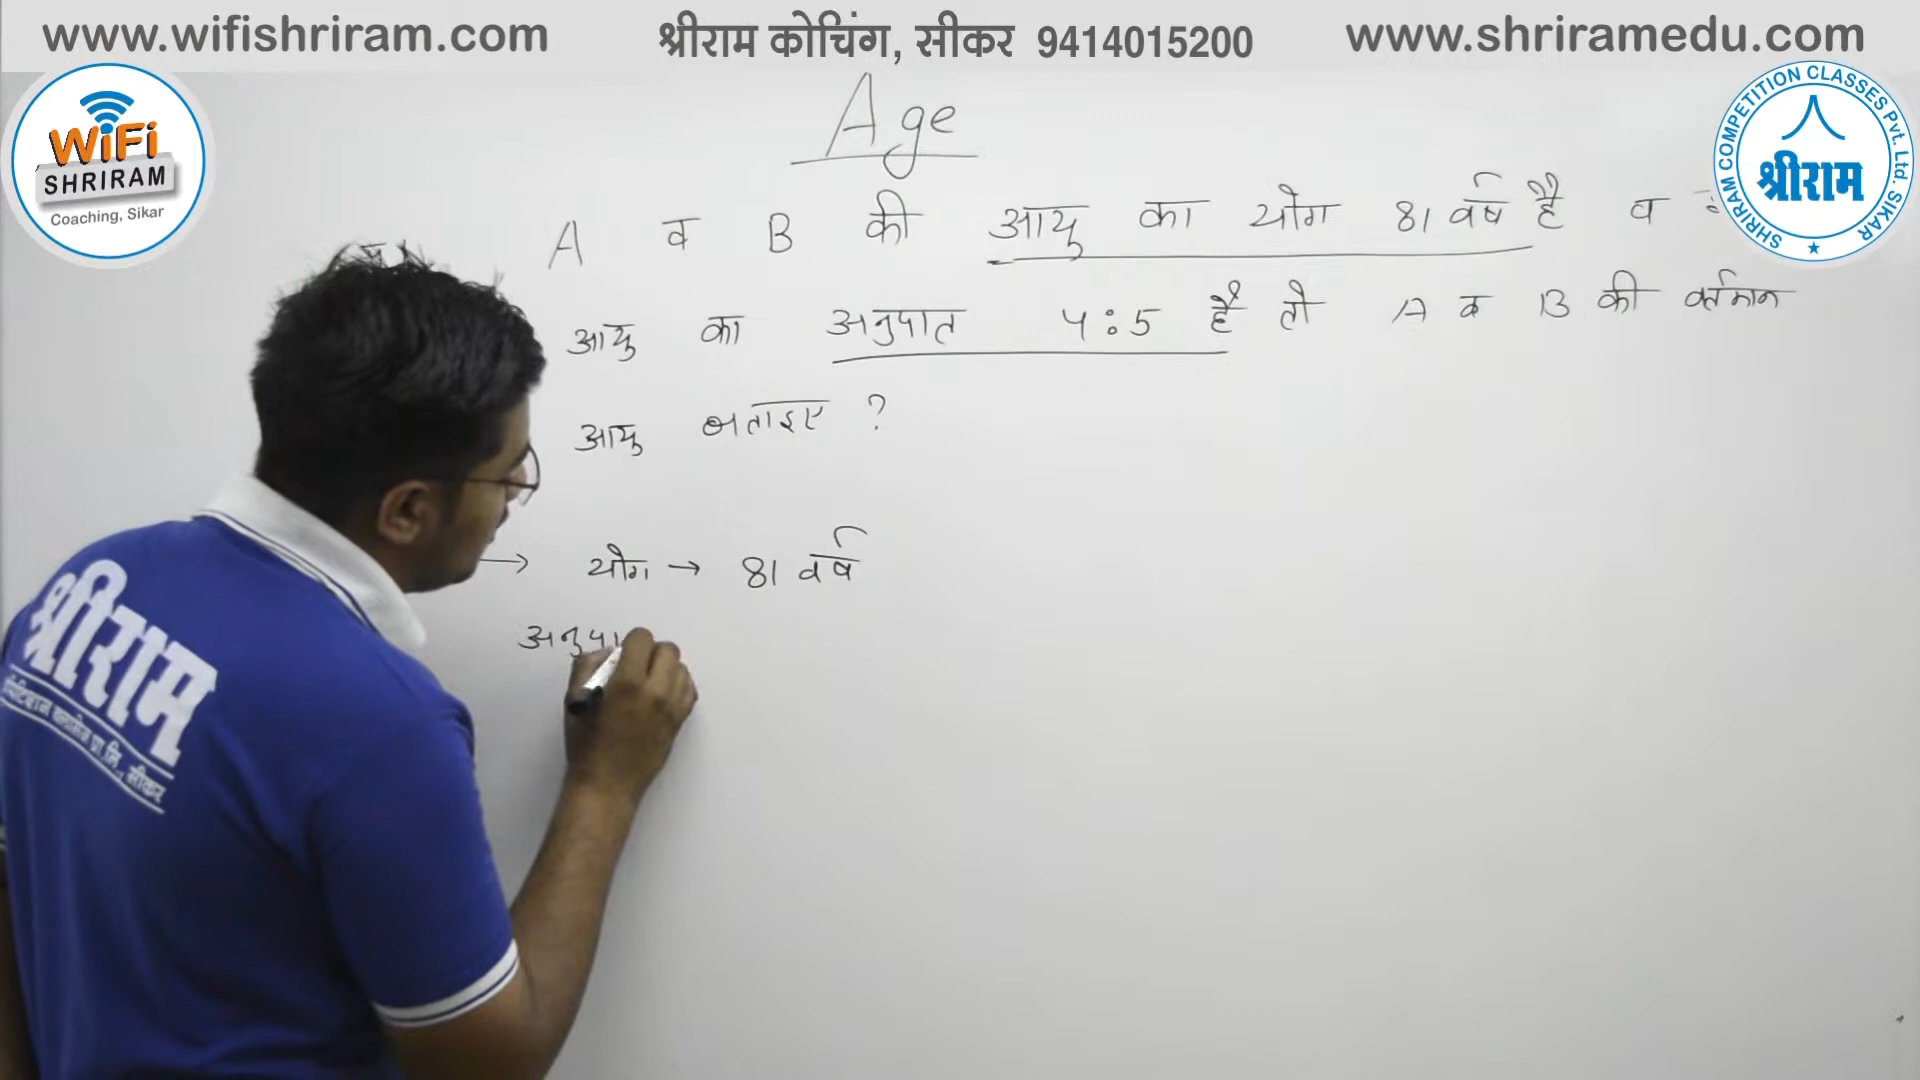 www.wifishriram.com श्रीराम कोचिंग, सीकर 9414015200 www.shriramedu.com
WiFi
SHRIRAM
Coaching, Sikar
SHRIRAM COMPETITION CLASSES Pvt. Ltd. SIKAR
श्रीराम
Age
A व B की आयु का योग 81 वर्ष है व
आयु का अनुपात 4:5 है तो A व B की वर्तमान
आयु बताइए ?
→ योग → 81 वर्ष
अनुपा
श्रीराम